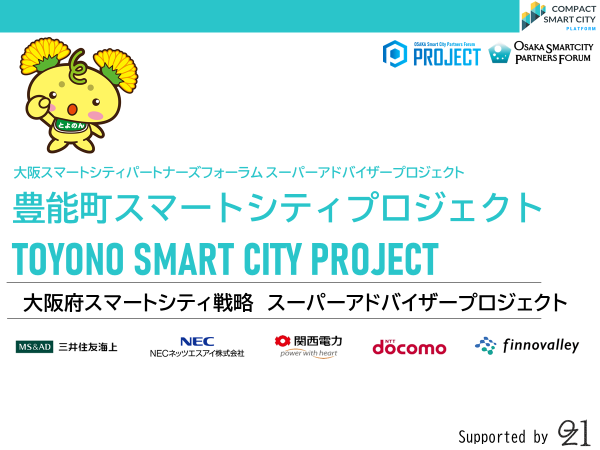 COMPACT
SMART CITY
PLATFORM
OSAKA Smart City Partners Forum
PROJECT
OSAKA SMARTCITY
PARTNERS FORUM
とよのん
大阪スマートシティパートナーズフォーラム スーパーアドバイザープロジェクト
豊能町スマートシティプロジェクト
TOYONO SMART CITY PROJECT
大阪府スマートシティ戦略 スーパーアドバイザープロジェクト
MS&AD 三井住友海上
NEC
NECネッツエスアイ株式会社
関西電力
power with heart
NTT
docomo
finnovalley
Supported by